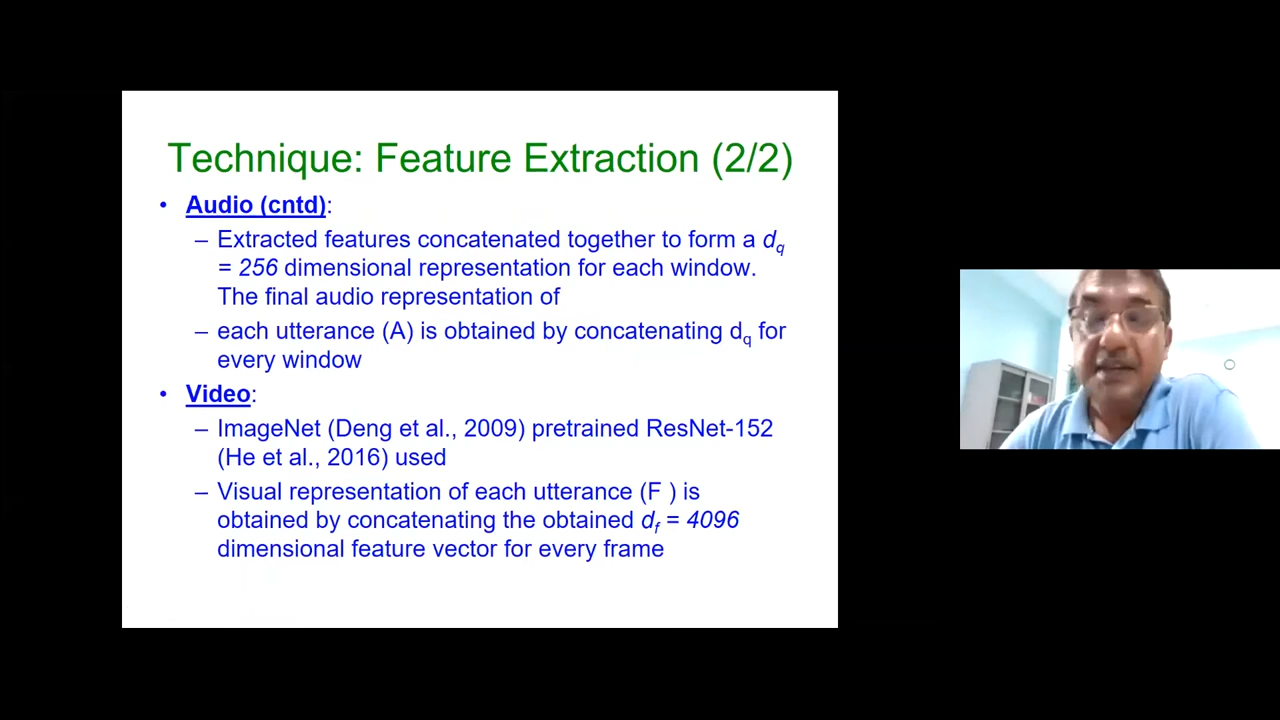 Technique: Feature Extraction (2/2)
• Audio (cntd):
– Extracted features concatenated together to form a dq
= 256 dimensional representation for each window.
The final audio representation of
– each utterance (A) is obtained by concatenating dq for
every window
• Video:
– ImageNet (Deng et al., 2009) pretrained ResNet-152
(He et al., 2016) used
– Visual representation of each utterance (F ) is
obtained by concatenating the obtained df = 4096
dimensional feature vector for every frame